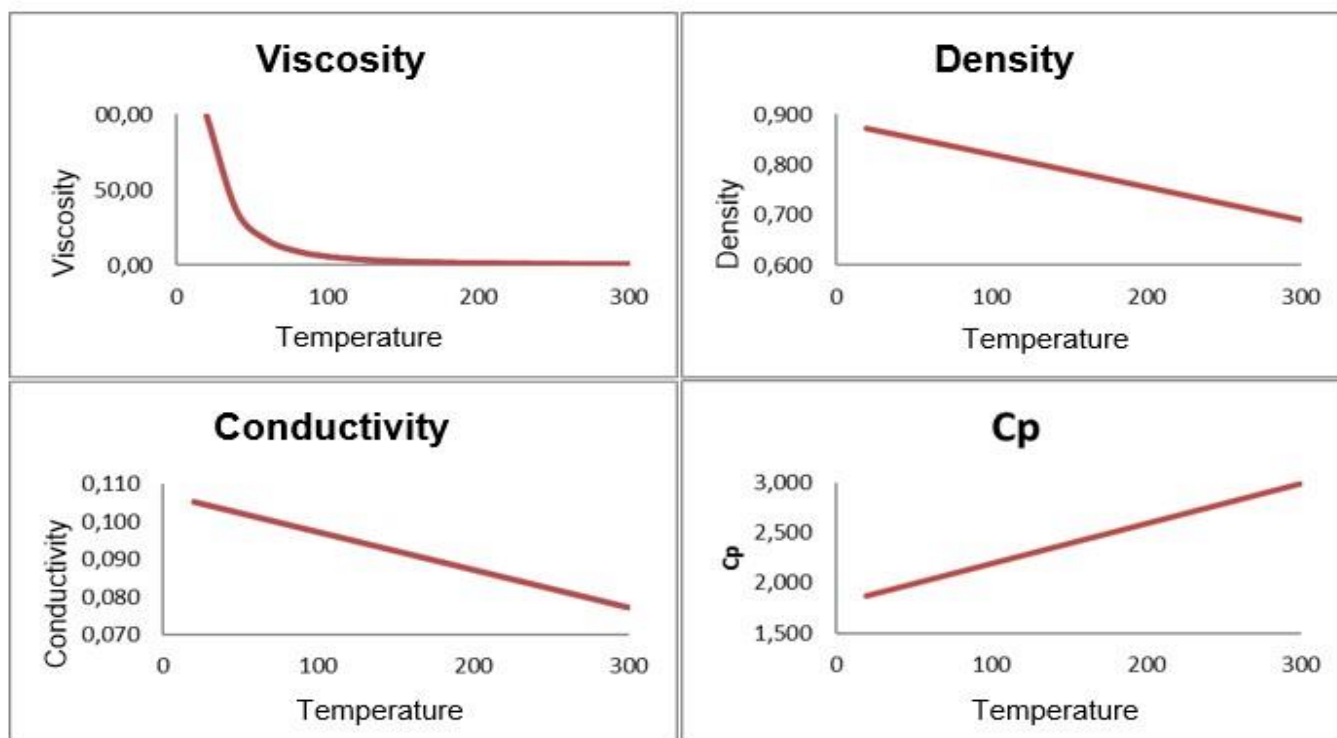 Viscosity
00,00
50,00
0,00
Viscosity
0 100 200 300
Temperature
Density
0,900
0,800
0,700
0,600
Density
0 100 200 300
Temperature
Conductivity
0,110
0,100
0,090
0,080
0,070
Conductivity
0 100 200 300
Temperature
Cp
3,000
2,500
2,000
1,500
Cp
0 100 200 300
Temperature